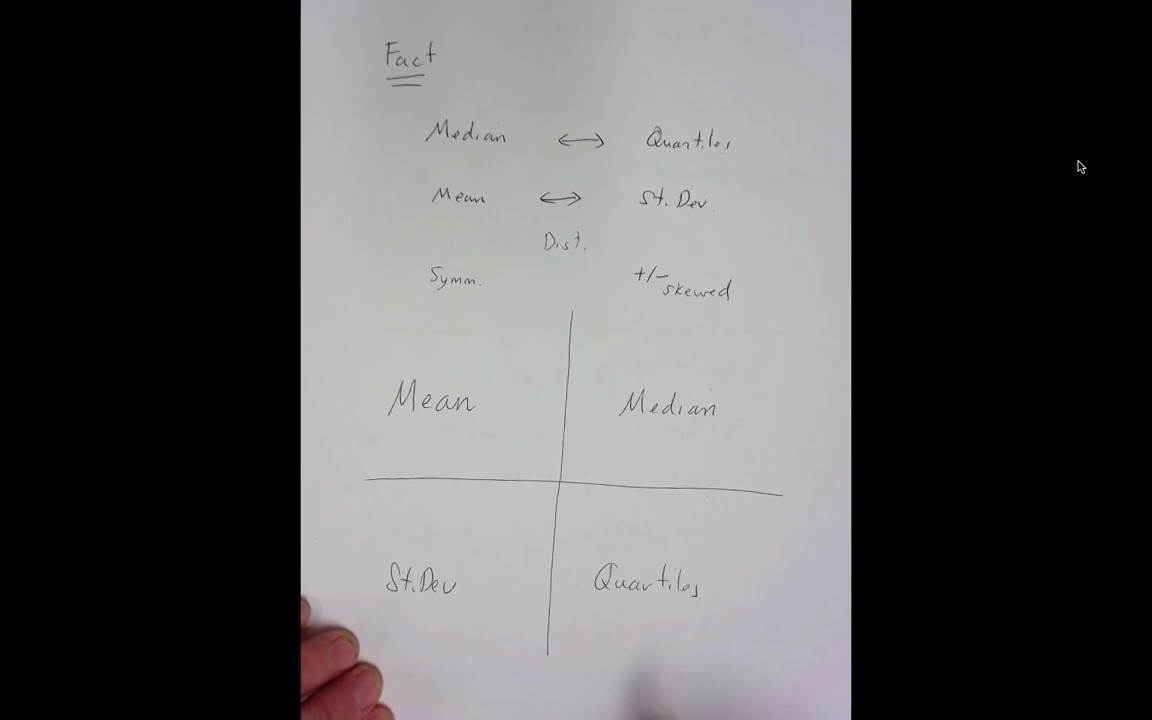 Fact
Median ↔ Quartiles
Mean ↔ St. Dev.
Dist.
Symm. +/- skewed
Mean Median
St.Dev Quartiles